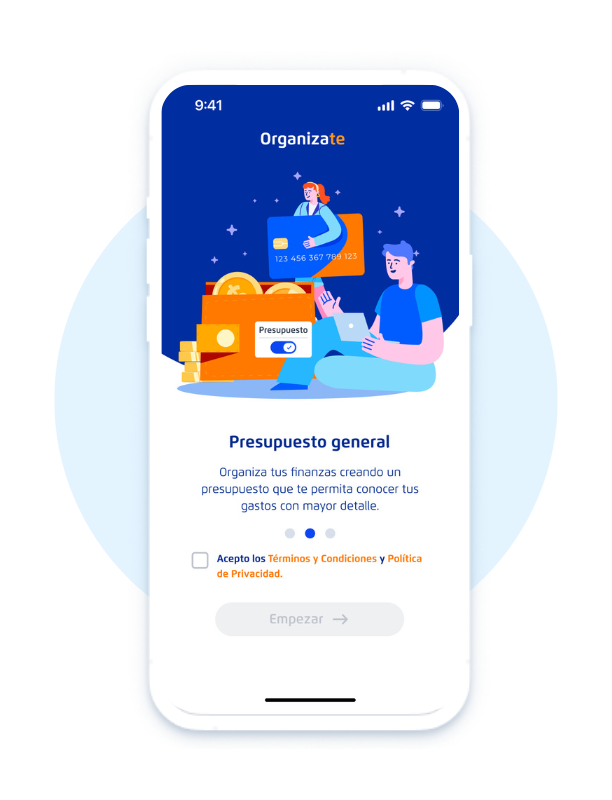 9:41
Organizate
123 456 367 789 123
Presupuesto
Presupuesto general
Organiza tus finanzas creando un
presupuesto que te permita conocer tus
gastos con mayor detalle.
Acepto los Términos y Condiciones y Política
de Privacidad.
Empezar →